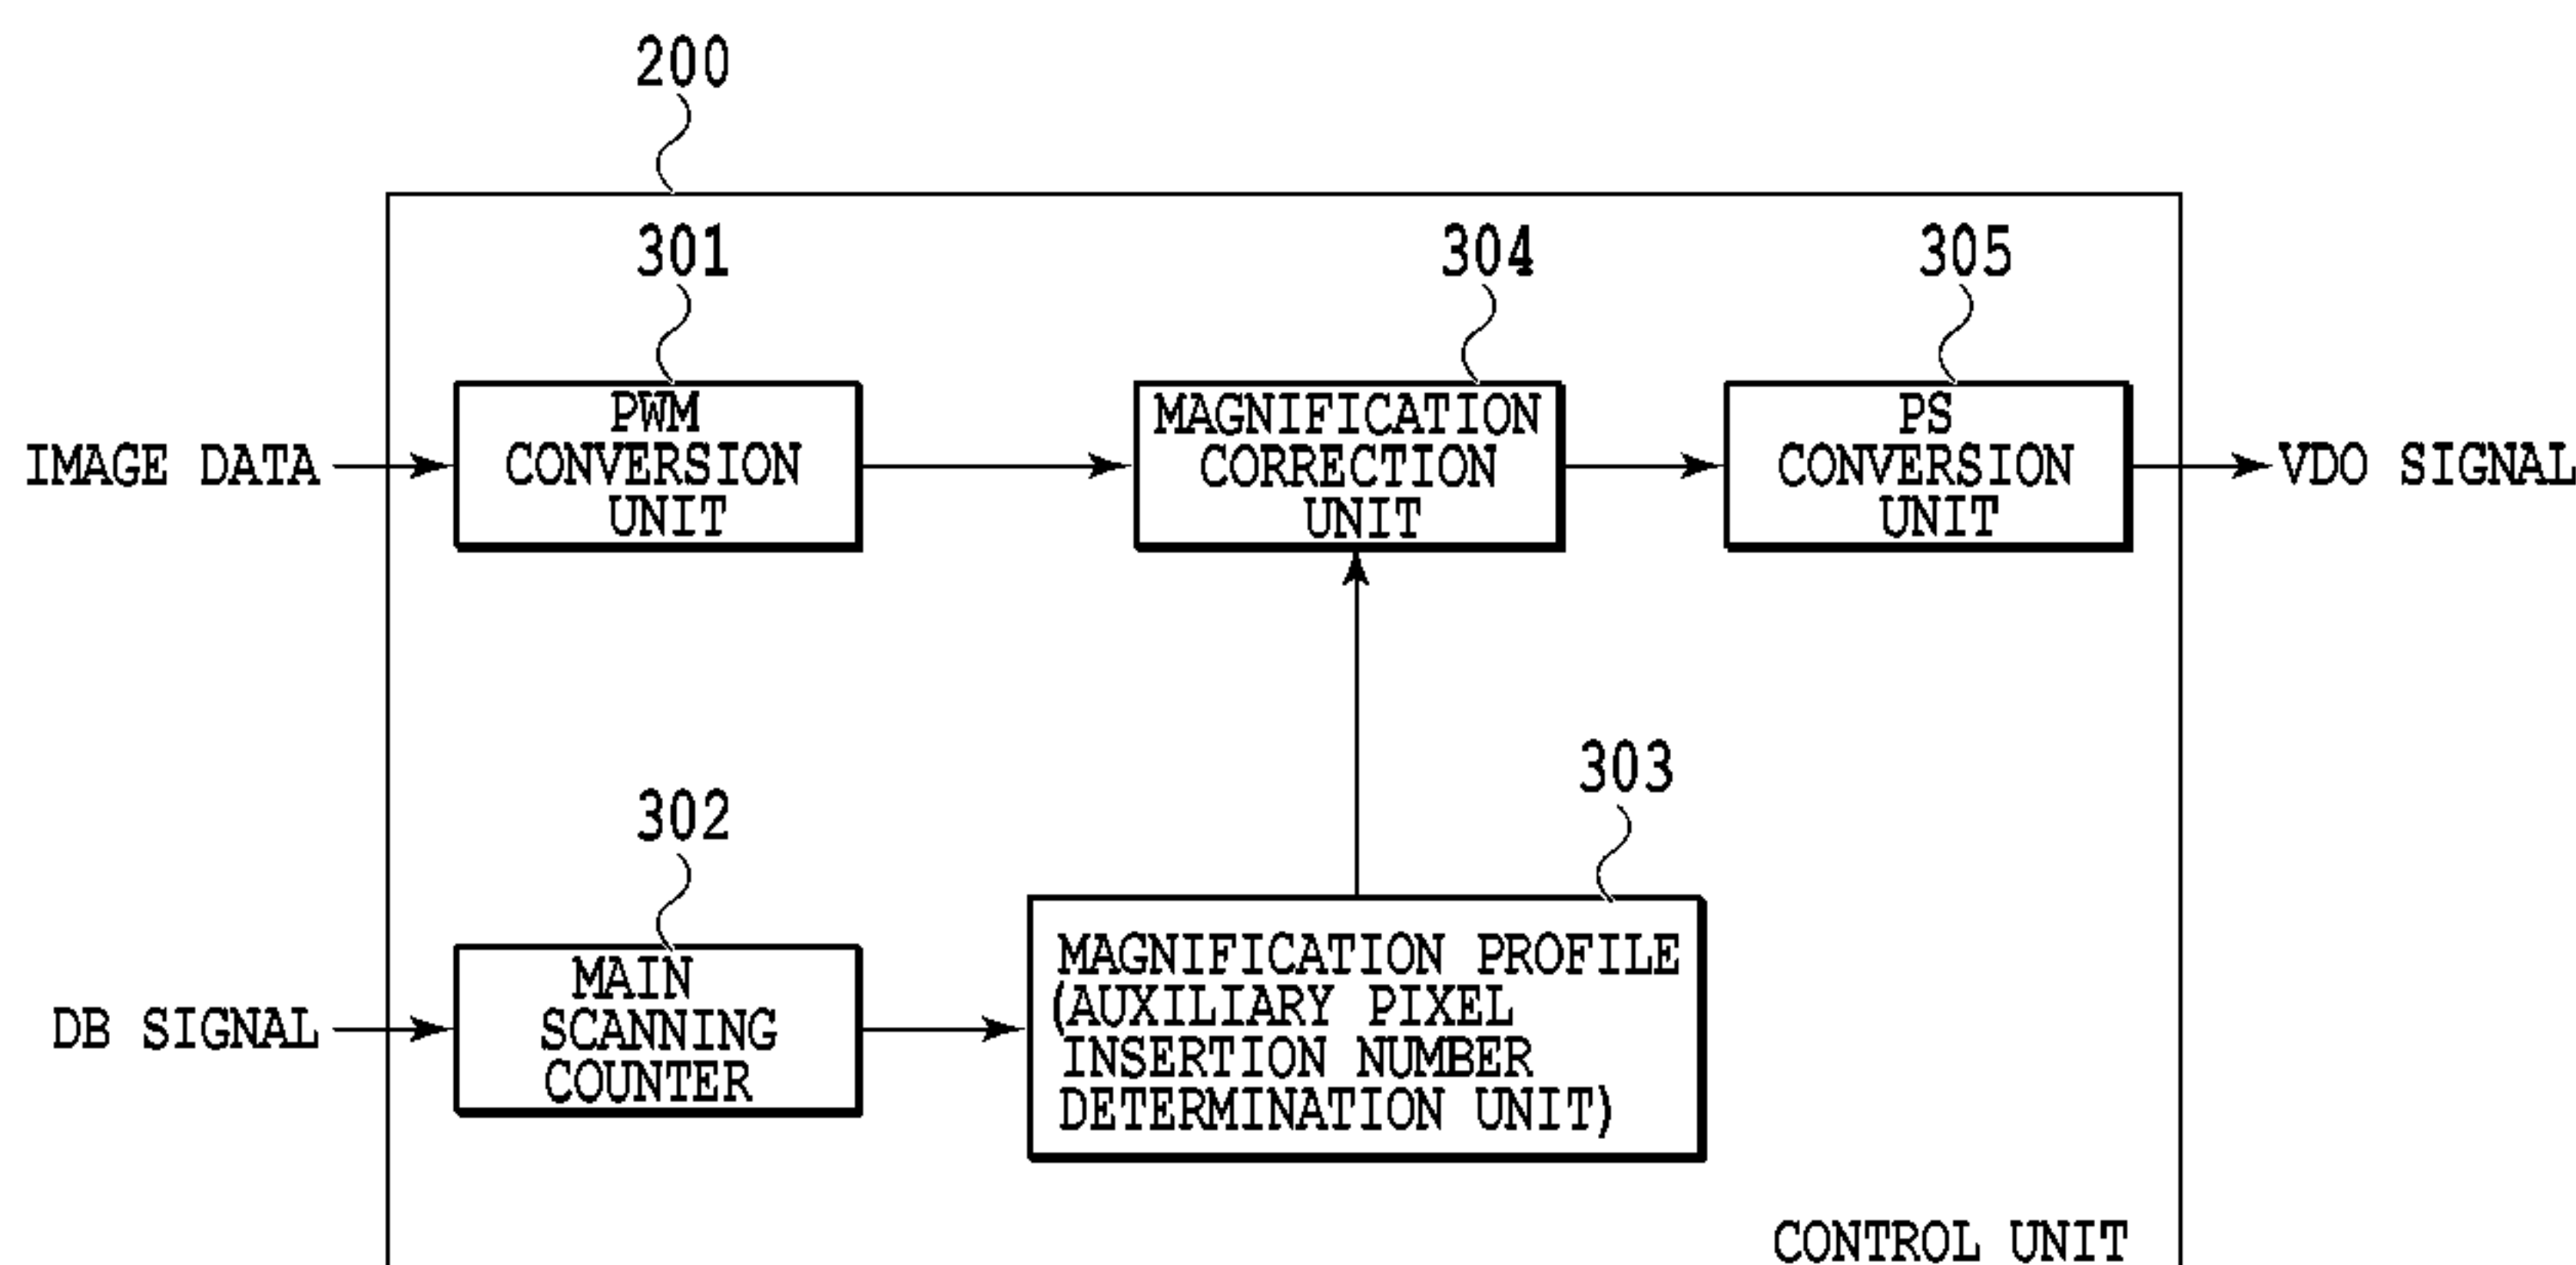 200
301
304
305
PWM
CONVERSION
UNIT
MAGNIFICATION
CORRECTION
UNIT
PS
CONVERSION
UNIT
IMAGE DATA
VDO SIGNAL
302
303
MAIN
SCANNING
COUNTER
MAGNIFICATION PROFILE
(AUXILIARY PIXEL
INSERTION NUMBER
DETERMINATION UNIT)
DB SIGNAL
CONTROL UNIT